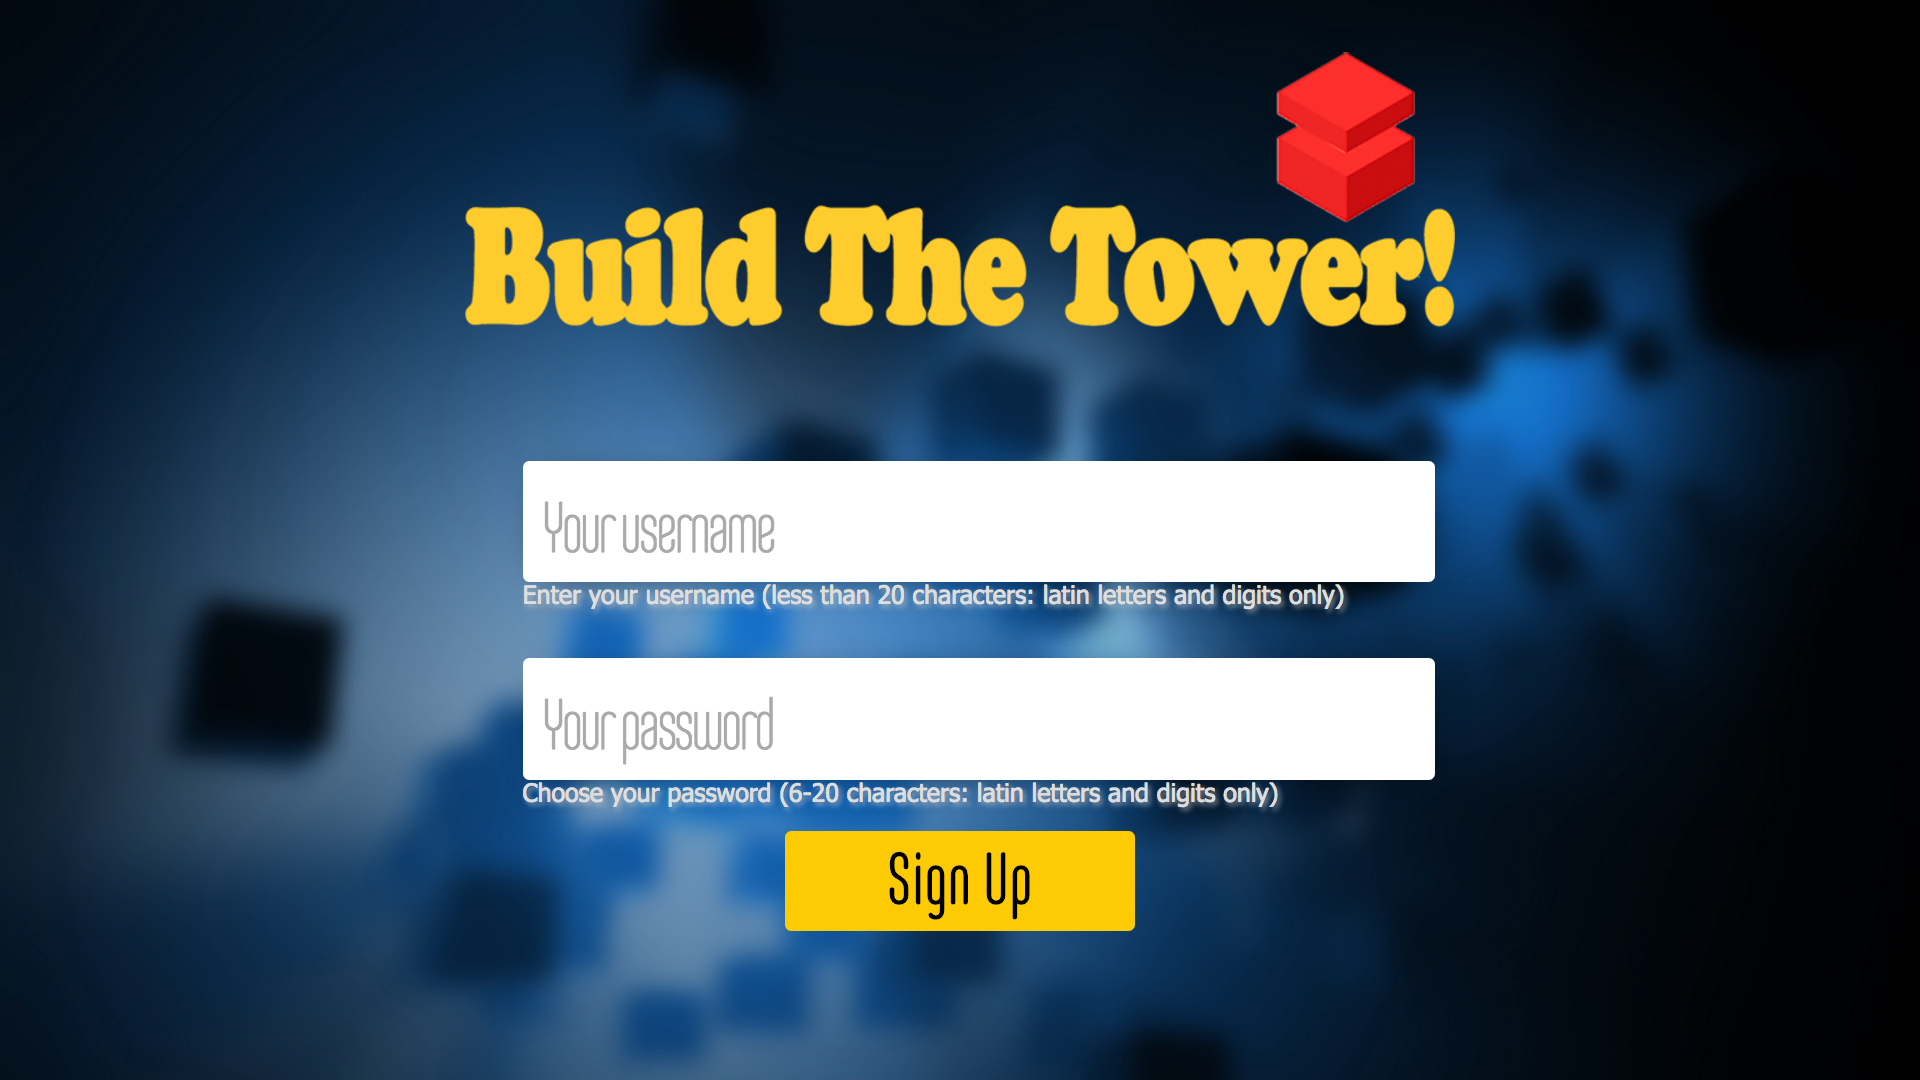 Build The Tower!
Your username
Enter your username (less than 20 characters: latin letters and digits only)
Your password
Choose your password (6-20 characters: latin letters and digits only)
Sign Up